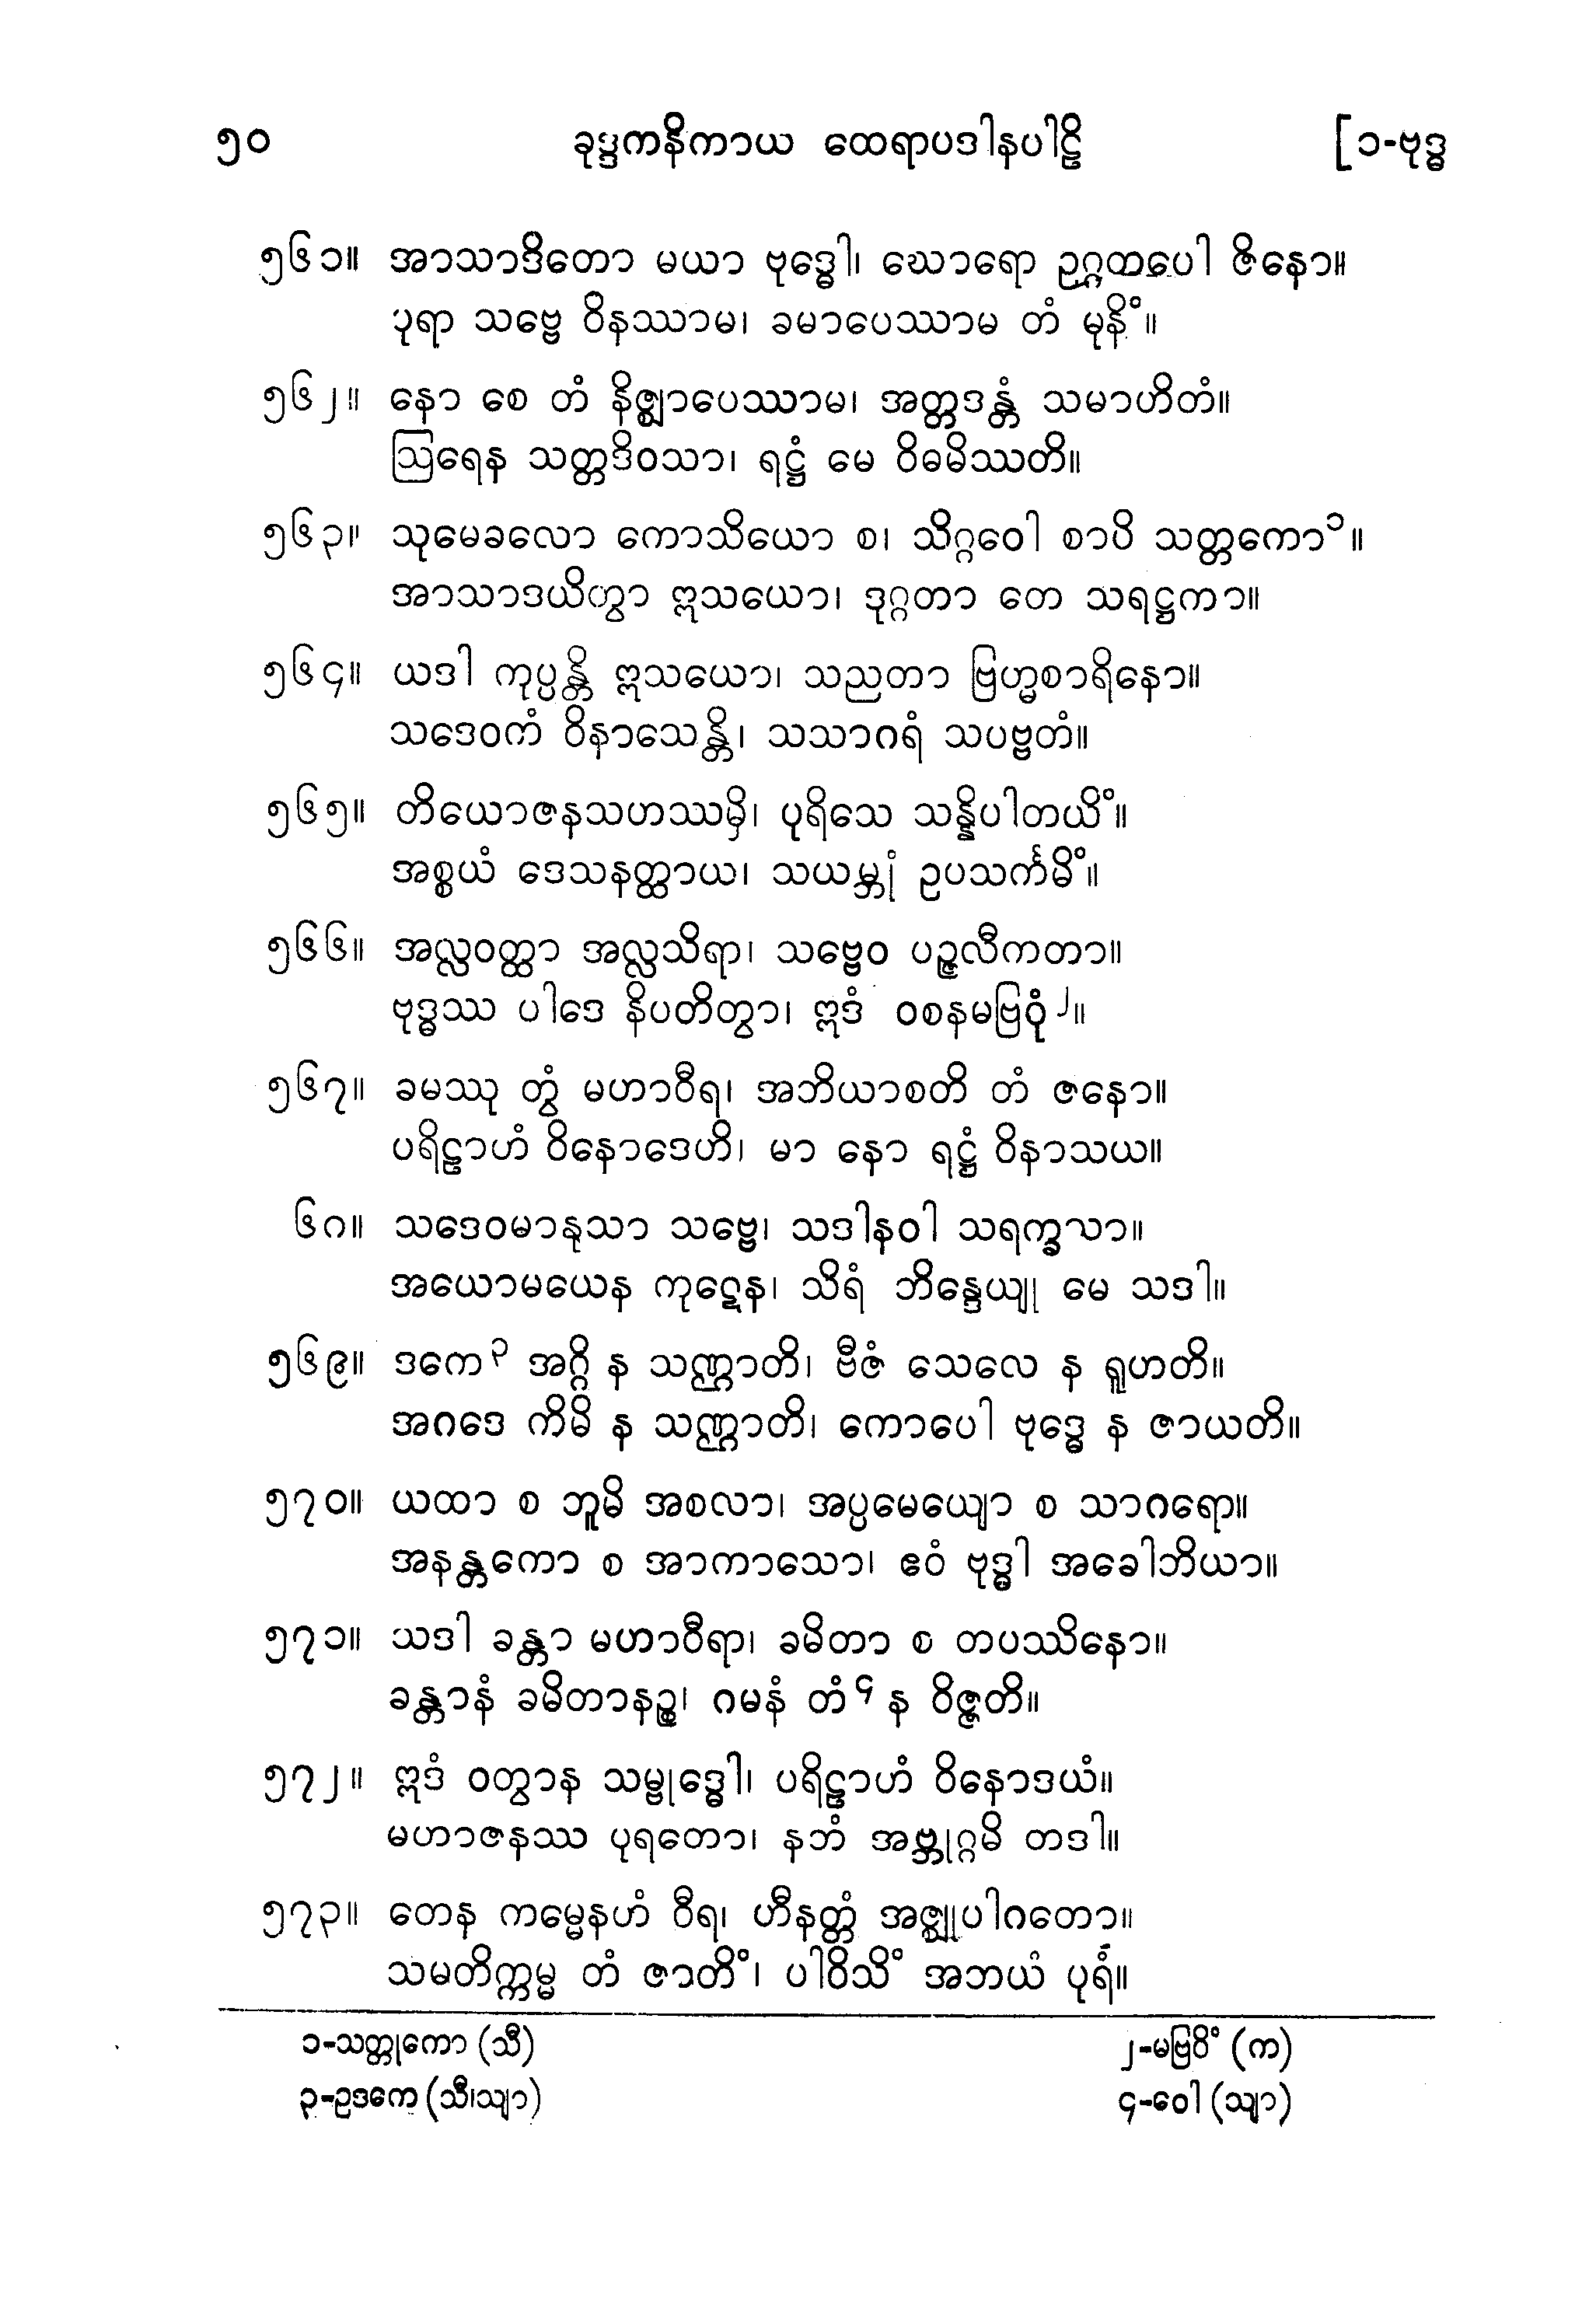 ၅၀ ခုဒ္ဒကနိကာယ ထေရာပဒါနပါဠိ [၁-ဗုဒ္ဓ
၅၆၁။ အာသာဒိတော မယာ ဗုဒ္ဓေါ၊ ဃောရော ဥဂ္ဂတပေါ ဇိနော။
ပုရာ သဗ္ဗေ ဝိနဿာမ၊ ခမာပေဿာမ တံ မုနိံ။
၅၆၂။ နော စေ တံ နိဇ္ဈာပေဿာမ၊ အတ္တဒန္တံ သမာဟိတံ။
ဩရေန သတ္တဒိဝသာ၊ ရဋ္ဌံ မေ ဝိဓမိဿတိ။
၅၆၃။ သုမေခလော ကောသိယော စ၊ သိဂ္ဂဝေါ စာပိ သတ္တကော၁။
အာသာဒယိတွာ ဣသယော၊ ဒုဂ္ဂတာ တေ သရဋ္ဌကာ။
၅၆၄။ ယဒါ ကုပ္ပန္တိ ဣသယော၊ သညတာ ဗြဟ္မစာရိနော။
သဒေဝကံ ဝိနာသေန္တိ၊ သသာဂရံ သပဗ္ဗတံ။
၅၆၅။ တိယောဇနသဟဿမှိ၊ ပုရိသေ သန္နိပါတယိံ။
အစ္စယံ ဒေသနတ္ထာယ၊ သယမ္ဘုံ ဥပသင်္ကမိံ။
၅၆၆။ အလ္လဝတ္ထာ အလ္လသိရာ၊ သဗ္ဗေဝ ပဉ္ဇလီကတာ။
ဗုဒ္ဓဿ ပါဒေ နိပတိတွာ၊ ဣဒံ ဝစနမဗြဝုံ၂။
၅၆၇။ ခမဿု တွံ မဟာဝီရ၊ အဘိယာစတိ တံ ဇနော။
ပရိဠာဟံ ဝိနောဒေဟိ၊ မာ နော ရဋ္ဌံ ဝိနာသယ။
၆ဂ။ သဒေဝမာနုသာ သဗ္ဗေ၊ သဒါနဝါ သရက္ခသာ။
အယောမယေန ကုဋေန၊ သိရံ ဘိန္ဒေယျု မေ သဒါ။
၅၆၉။ ဒကေ၃ အဂ္ဂိ န သဏ္ဌာတိ၊ ဗီဇံ သေလေ န ရူဟတိ။
အဂဒေ ကိမိ န သဏ္ဌာတိ၊ ကောပေါ ဗုဒ္ဓေ န ဇာယတိ။
၅၇၀။ ယထာ စ ဘူမိ အစလာ၊ အပ္ပမေယျော စ သာဂရော။
အနန္တကော စ အာကာသော၊ ဧဝံ ဗုဒ္ဓါ အခေါဘိယာ။
၅၇၁။ ယဒါ ခန္တာ မဟာဝီရာ၊ ခမိတာ စ တပဿိနော။
ခန္တာနံ ခမိတာနဉ္စ၊ ဂမနံ တံ၄ န ဝိဇ္ဇတိ။
၅၇၂။ ဣဒံ ဝတွာန သမ္ဗုဒ္ဓေါ၊ ပရိဠာဟံ ဝိနောဒယံ။
မဟာဇနဿ ပုရတော၊ နဘံ အဗ္ဘုဂ္ဂမိ တဒါ။
၅၇၃။ တေန ကမ္မေနဟံ ဝီရ၊ ဟီနတ္တံ အဇ္ဈုပါဂတော။
သမတိက္ကမ္မ တံ ဇာတိံ၊ ပါဝိသိံ အဘယံ ပုရံ။
၁-သတ္တုကော (သီ) ၂-မဗြဝိံ (က)
၃-ဥဒကေ (သီ၊သျာ) ၄-ဝေါ (သျာ)